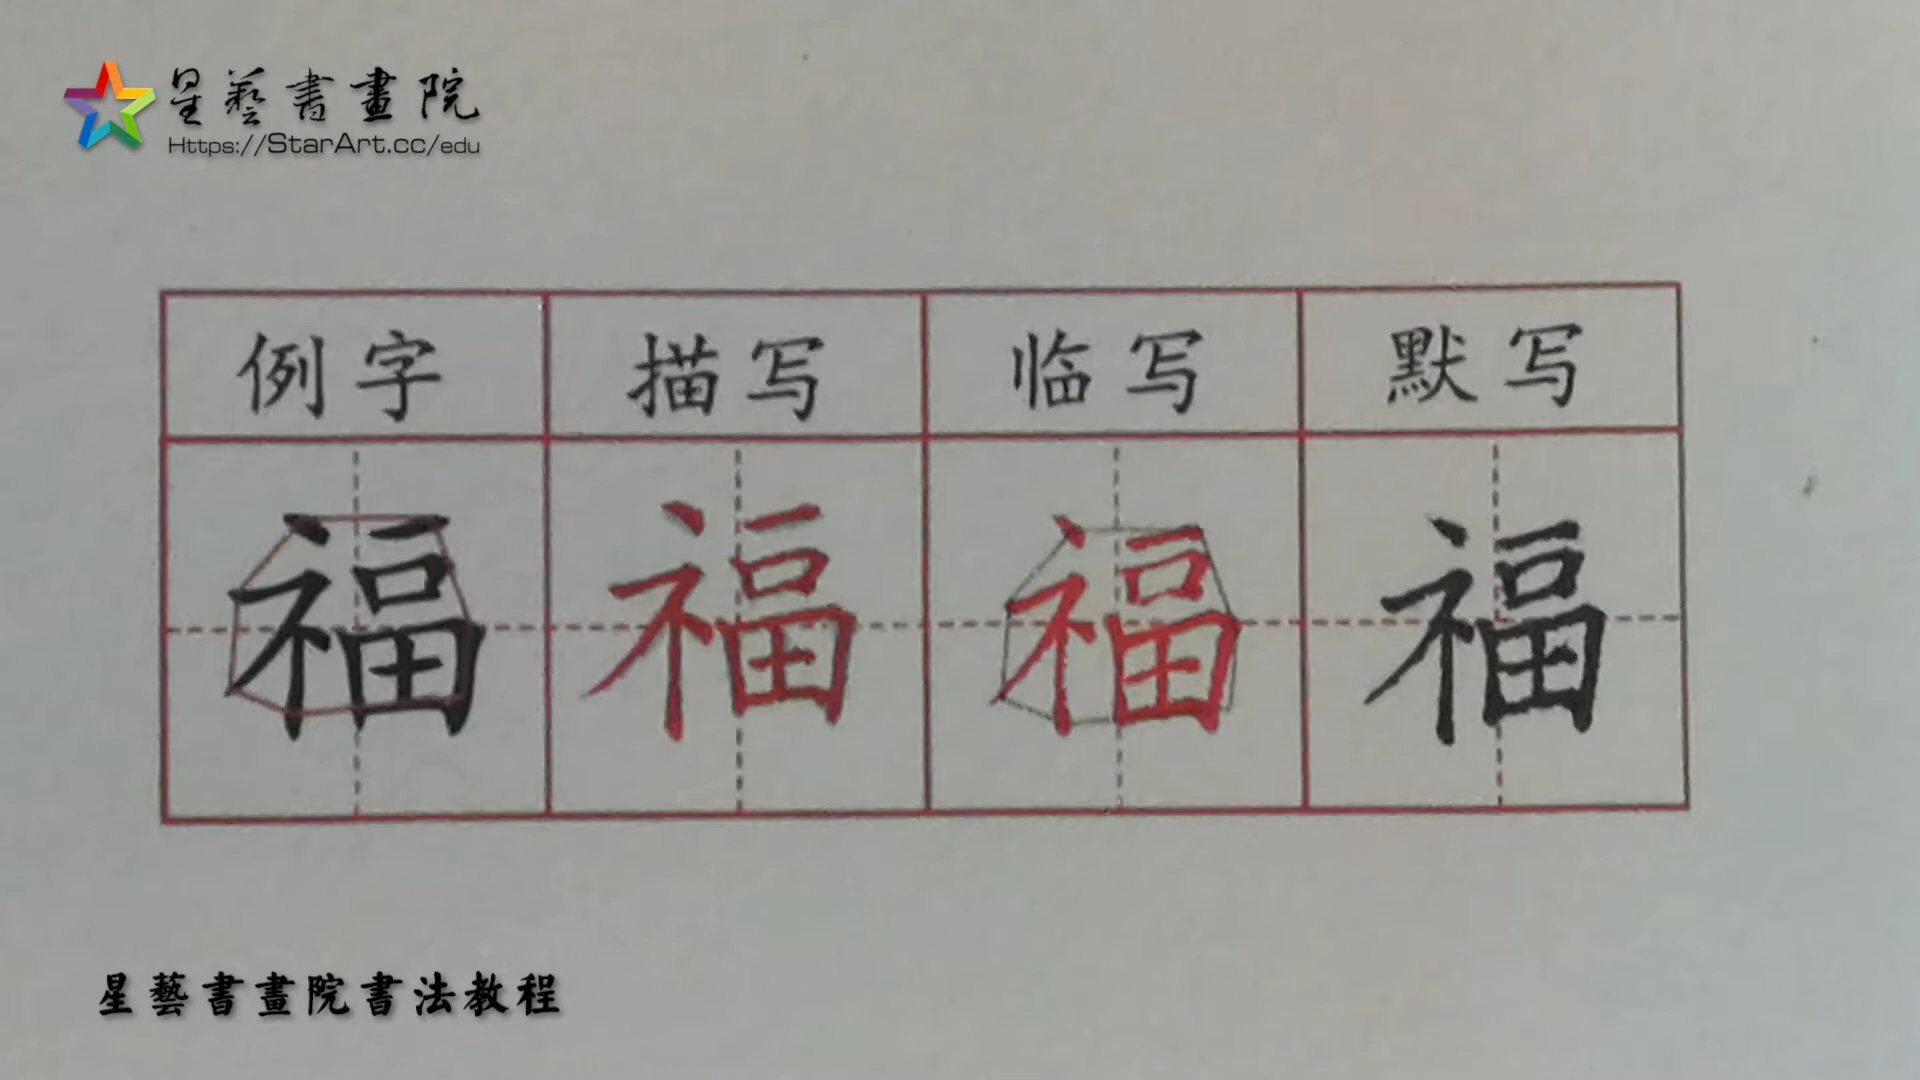 星藝書畫院
Https://StarArt.cc/edu
例字 描写 临写 默写
福 福 福 福
星藝書畫院書法教程